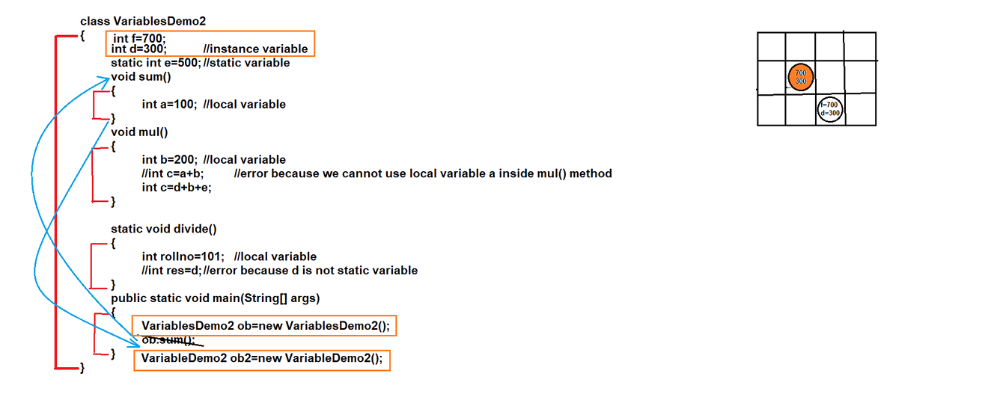 class VariablesDemo2
{
int f=700;
int d=300; //instance variable
static int e=500; //static variable
void sum()
{
int a=100; //local variable
}
void mul()
{
int b=200; //local variable
//int c=a+b; //error because we cannot use local variable a inside mul() method
int c=d+b+e;
}
static void divide()
{
int rollno=101; //local variable
//int res=d; //error because d is not static variable
}
public static void main(String[] args)
{
VariablesDemo2 ob=new VariablesDemo2();
ob.sum();
}
VariableDemo2 ob2=new VariableDemo2();
}
700
300
f=700
d=300